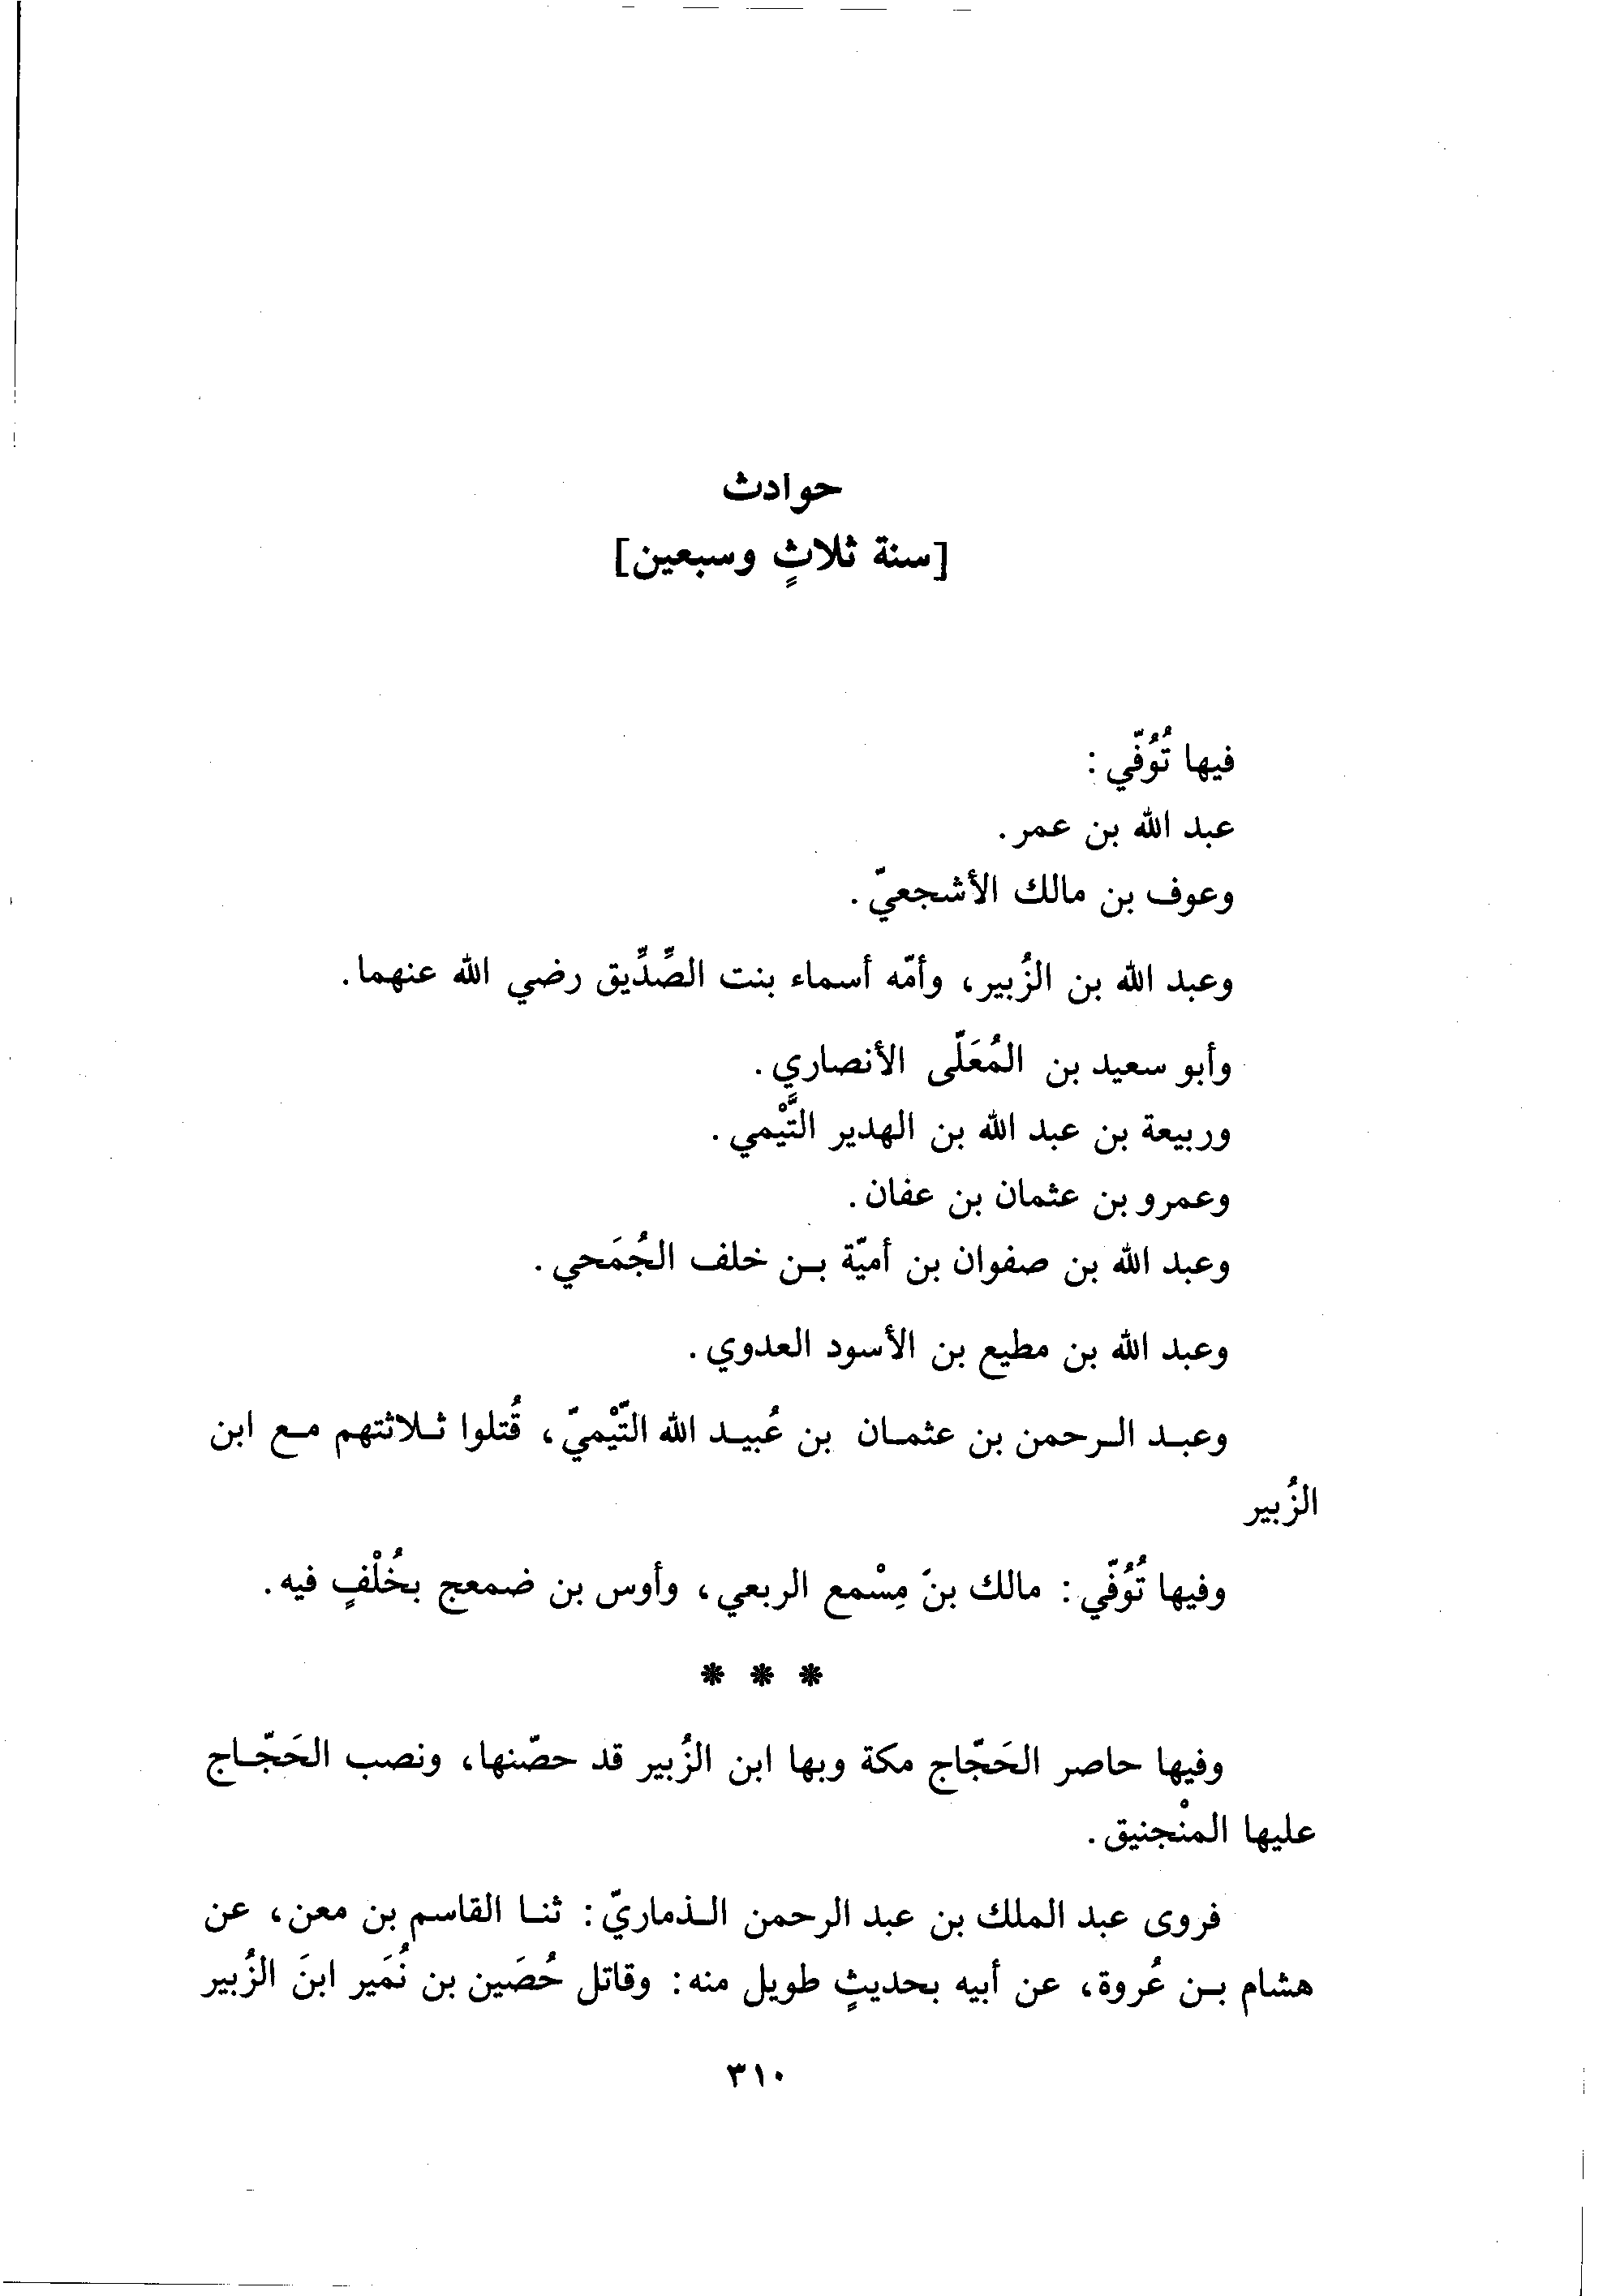 حوادث
[سنة ثلاثٍ وسبعين]
فيها تُوُفّي :
عبد الله بن عمر.
وعوف بن مالك الأشجعيّ.
وعبد الله بن الزُبير، وأمّه أسماء بنت الصِّدِّيق رضي الله عنهما.
وأبو سعيد بن المُعَلّى الأنصاري.
وربيعة بن عبد الله بن الهدير التَّيْمي.
وعمرو بن عثمان بن عفان.
وعبد الله بن صفوان بن أميّة بن خلف الجُمَحي.
وعبد الله بن مطيع بن الأسود العدوي.
وعبد الرحمن بن عثمان بن عُبيد الله التّيْميّ، قُتلوا ثلاثتهم مع ابن
الزُبير
وفيها تُوُفّي: مالك بنَ مِسْمع الربعي، وأوس بن ضمعج بخُلْفٍ فيه.
* * *
وفيها حاصر الحَجّاج مكة وبها ابن الزُبير قد حصّنها، ونصب الحَجّاج
عليها المنْجنيق.
فروى عبد الملك بن عبد الرحمن الذماريّ: ثنا القاسم بن معن، عن
هشام بن عُروة، عن أبيه بحديثٍ طويل منه: وقاتل حُصَين بن نُمَير ابنَ الزُبير
٣١٠